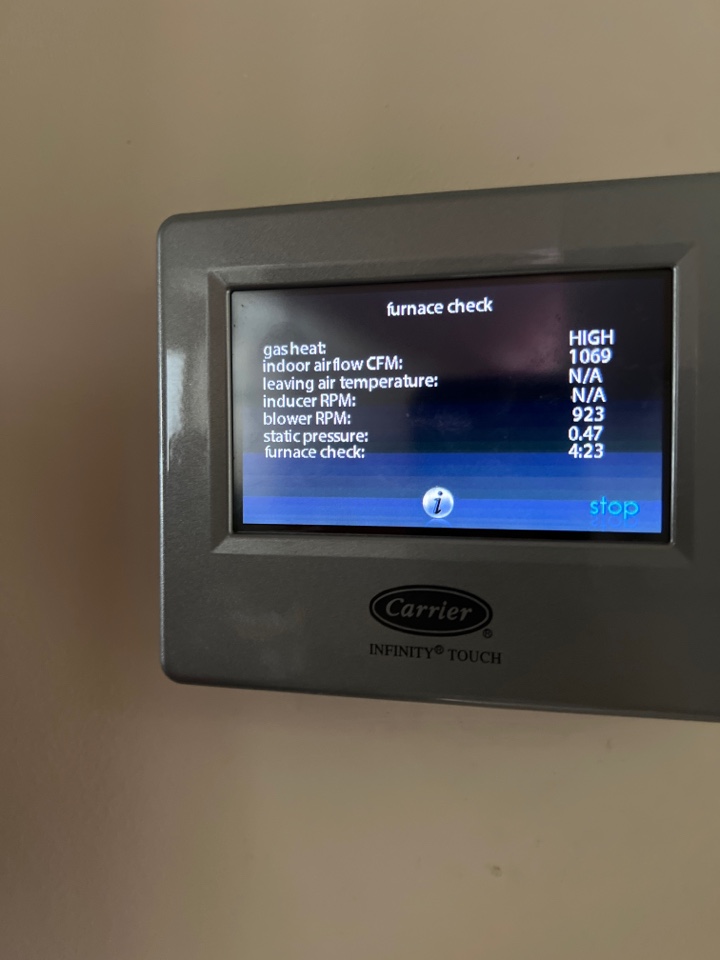 furnace check
gas heat: HIGH
indoor airflow CFM: 1069
leaving air temperature: N/A
inducer RPM: N/A
blower RPM: 923
static pressure: 0.47
furnace check: 4:23
i stop
Carrier®
INFINITY® TOUCH